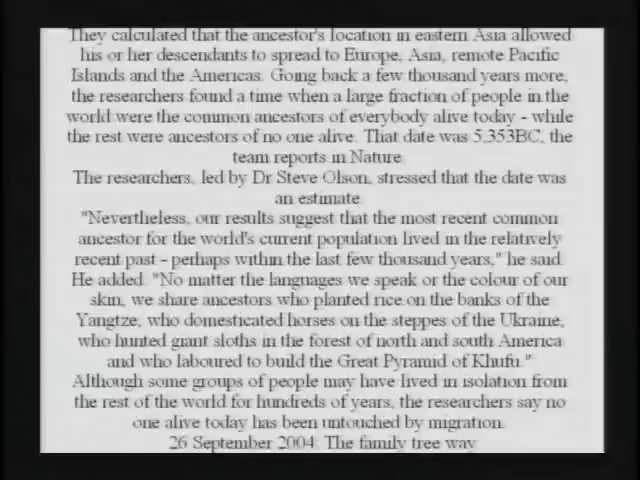 They calculated that the ancestor's location in eastern Asia allowed
his or her descendants to spread to Europe, Asia, remote Pacific
Islands and the Americas. Going back a few thousand years more,
the researchers found a time when a large fraction of people in the
world were the common ancestors of everybody alive today - while
the rest were ancestors of no one alive. That date was 5,353BC, the
team reports in Nature.
The researchers, led by Dr Steve Olson, stressed that the date was
an estimate.
"Nevertheless, our results suggest that the most recent common
ancestor for the world's current population lived in the relatively
recent past - perhaps within the last few thousand years," he said.
He added: "No matter the languages we speak or the colour of our
skin, we share ancestors who planted rice on the banks of the
Yangtze, who domesticated horses on the steppes of the Ukraine,
who hunted giant sloths in the forest of north and south America
and who laboured to build the Great Pyramid of Khufu."
Although some groups of people may have lived in isolation from
the rest of the world for hundreds of years, the researchers say no
one alive today has been untouched by migration.
26 September 2004: The family tree way